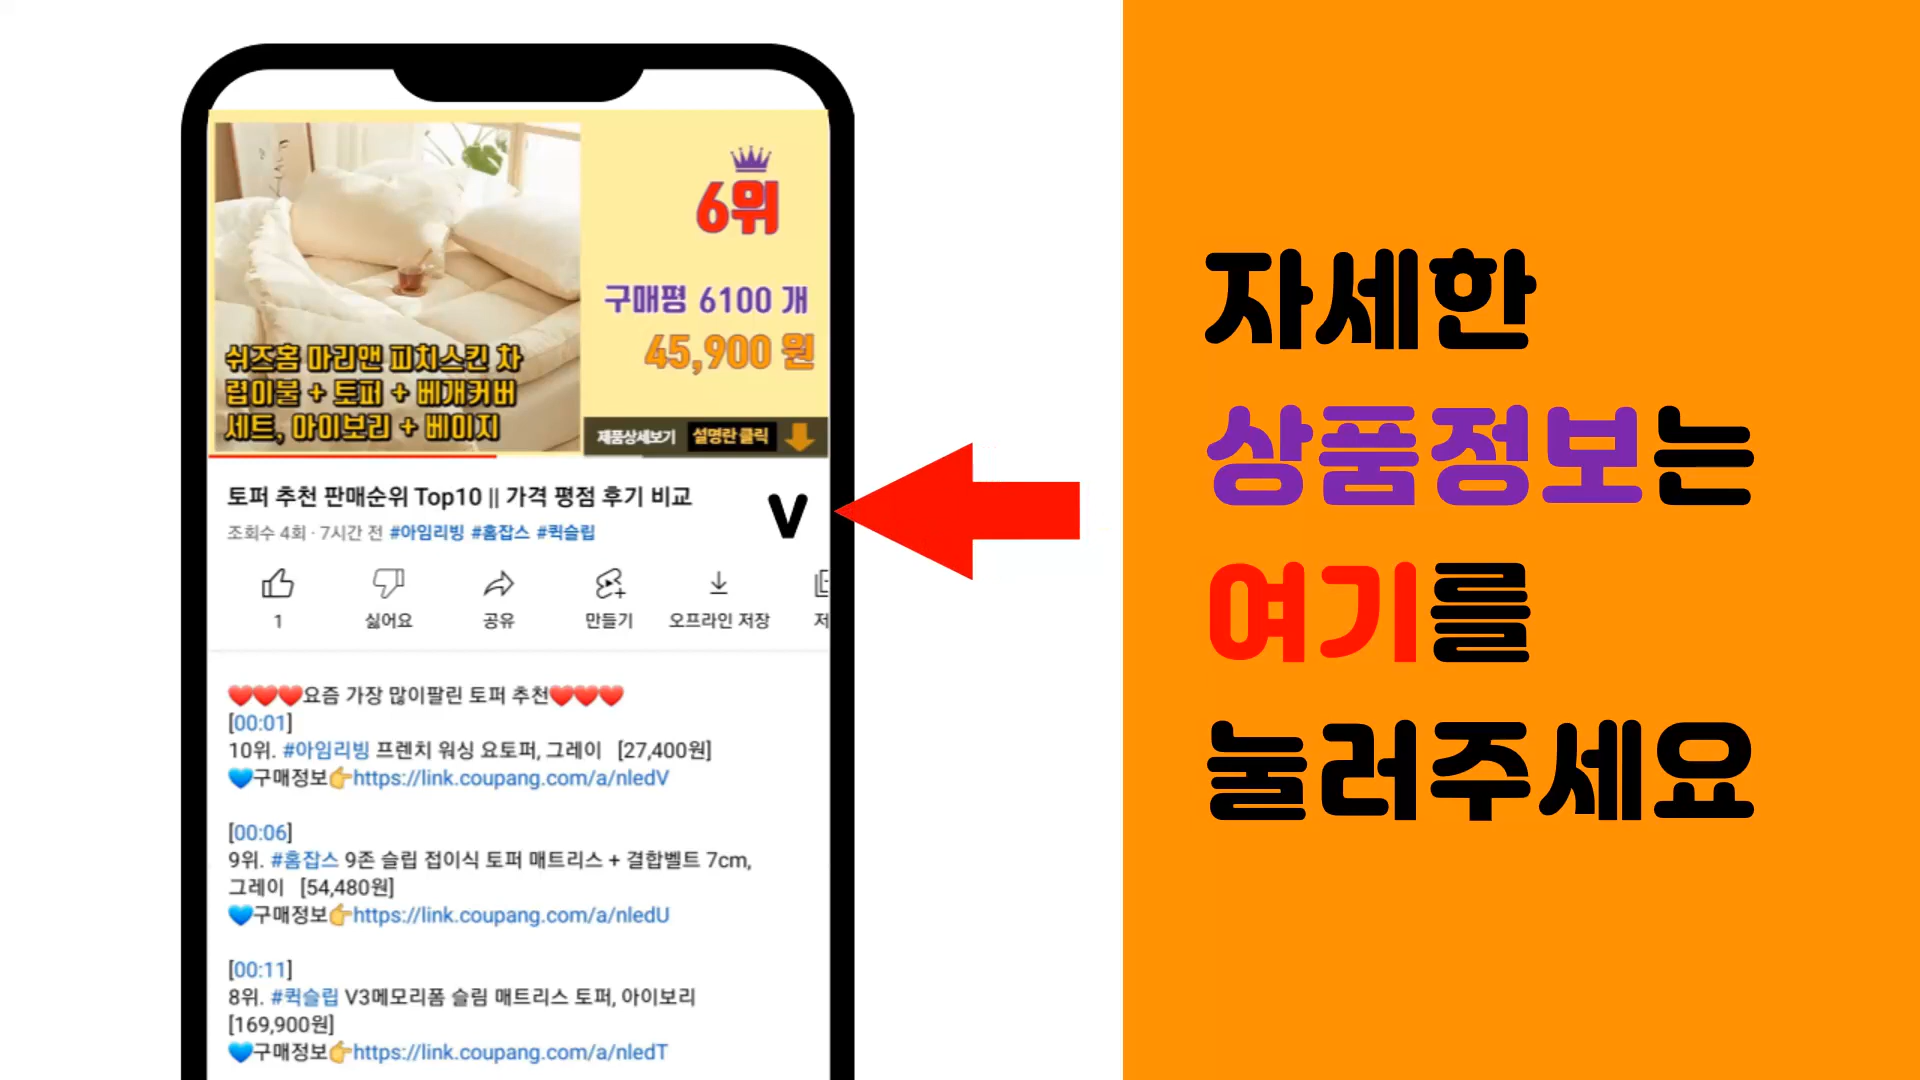 6위
구매평 6100 개
45,900 원
쉬즈홈 마리앤 피치스킨 차
렵이불 + 토퍼 + 베개커버
세트, 아이보리 + 베이지
제품상세보기 설명란 클릭
토퍼 추천 판매순위 Top10 || 가격 평점 후기 비교
V
조회수 4회 · 7시간 전 #아임리빙 #홈잡스 #퀵슬립
1 싫어요 공유 만들기 오프라인 저장 저
❤️❤️❤️요즘 가장 많이팔린 토퍼 추천❤️❤️❤️
[00:01]
10위. #아임리빙 프렌치 워싱 요토퍼, 그레이 [27,400원]
💙구매정보👉https://link.coupang.com/a/nledV
[00:06]
9위. #홈잡스 9존 슬립 접이식 토퍼 매트리스 + 결합벨트 7cm,
그레이 [54,480원]
💙구매정보👉https://link.coupang.com/a/nledU
[00:11]
8위. #퀵슬립 V3메모리폼 슬림 매트리스 토퍼, 아이보리
[169,900원]
💙구매정보👉https://link.coupang.com/a/nledT
자세한
상품정보는
여기를
눌러주세요